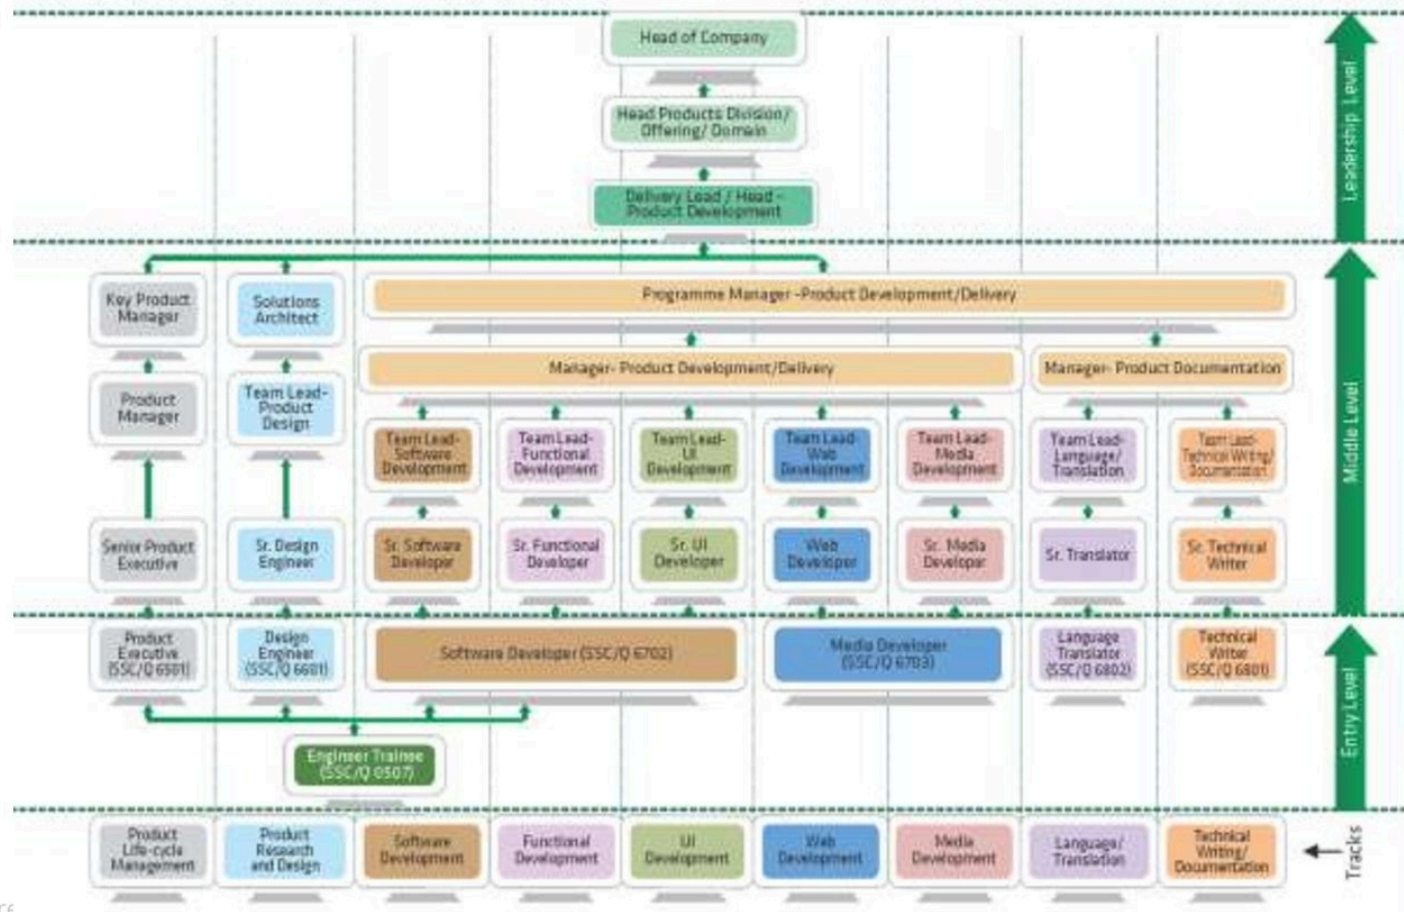 Head of Company
Head Products Division/
Offering/ Domain
Delivery Lead / Head -
Product Development
Leadership Level
Key Product
Manager
Solutions
Architect
Programme Manager -Product Development/Delivery
Manager- Product Development/Delivery
Manager- Product Documentation
Product
Manager
Team Lead-
Product
Design
Team Lead-
Software
Development
Team Lead-
Functional
Development
Team Lead-
UI
Development
Team Lead-
Web
Development
Team Lead-
Media
Development
Team Lead-
Language/
Translation
Team Lead-
Technical Writing/
Documentation
Middle Level
Senior Product
Executive
Sr. Design
Engineer
Sr. Software
Developer
Sr. Functional
Developer
Sr. UI
Developer
Web
Developer
Sr. Media
Developer
Sr. Translator
Sr. Technical
Writer
Product
Executive
(SSC/Q 6501)
Design
Engineer
(SSC/Q 6601)
Software Developer (SSC/Q 6702)
Media Developer
(SSC/Q 6703)
Language
Translator
(SSC/Q 6802)
Technical
Writer
(SSC/Q 6801)
Entry Level
Engineer Trainee
(SSC/Q 0507)
Product
Life-cycle
Management
Product
Research
and Design
Software
Development
Functional
Development
UI
Development
Web
Development
Media
Development
Language/
Translation
Technical
Writing/
Documentation
Tracks